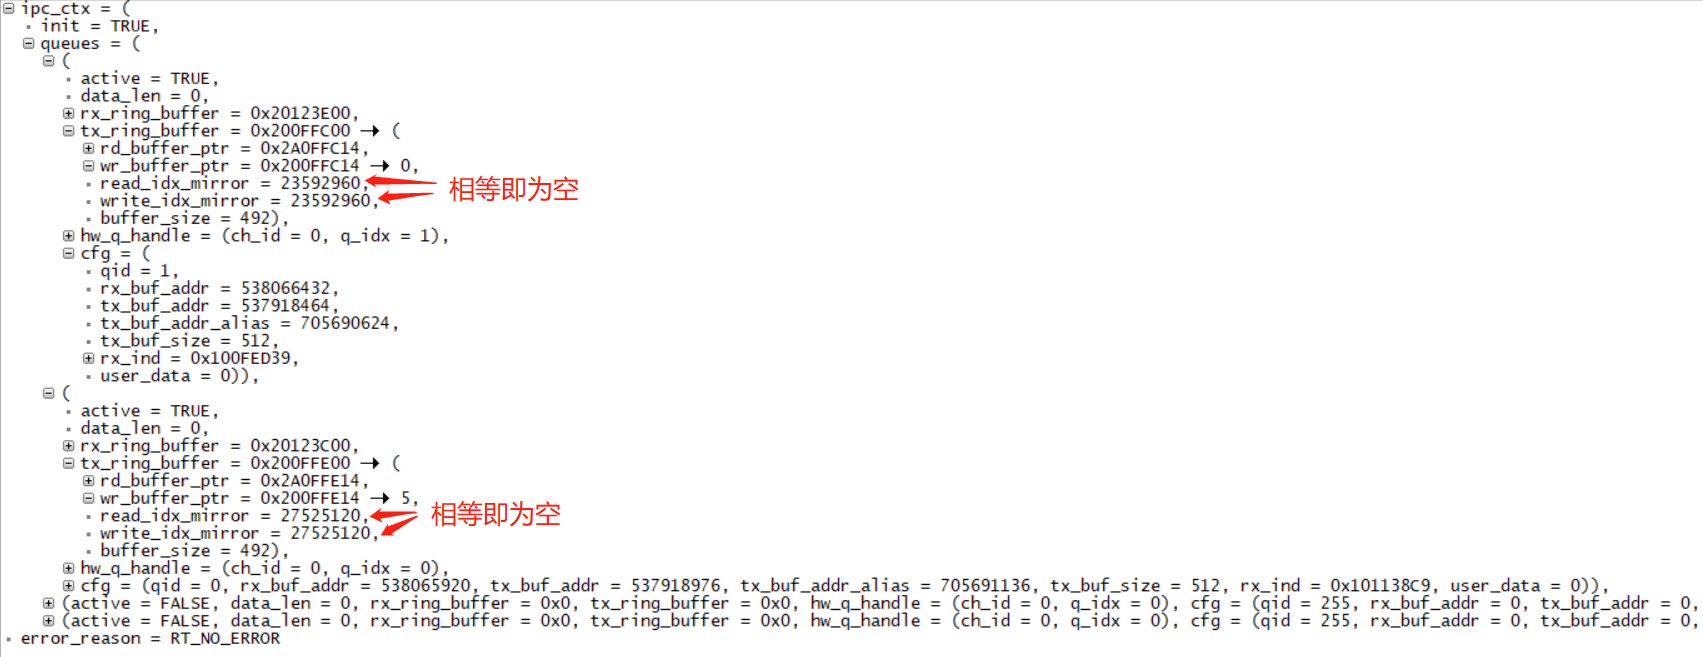 ipc_ctx = (
init = TRUE,
queues = (
(
active = TRUE,
data_len = 0,
rx_ring_buffer = 0x20123E00,
tx_ring_buffer = 0x200FFC00 → (
rd_buffer_ptr = 0x2A0FFC14,
wr_buffer_ptr = 0x200FFC14 → 0,
read_idx_mirror = 23592960,
相等即为空
write_idx_mirror = 23592960,
buffer_size = 492),
hw_q_handle = (ch_id = 0, q_idx = 1),
cfg = (
qid = 1,
rx_buf_addr = 538066432,
tx_buf_addr = 537918464,
tx_buf_addr_alias = 705690624,
tx_buf_size = 512,
rx_ind = 0x100FED39,
user_data = 0)),
(
active = TRUE,
data_len = 0,
rx_ring_buffer = 0x20123C00,
tx_ring_buffer = 0x200FFE00 → (
rd_buffer_ptr = 0x2A0FFE14,
wr_buffer_ptr = 0x200FFE14 → 5,
read_idx_mirror = 27525120,
相等即为空
write_idx_mirror = 27525120,
buffer_size = 492),
hw_q_handle = (ch_id = 0, q_idx = 0),
cfg = (qid = 0, rx_buf_addr = 538065920, tx_buf_addr = 537918976, tx_buf_addr_alias = 705691136, tx_buf_size = 512, rx_ind = 0x101138C9, user_data = 0)),
(active = FALSE, data_len = 0, rx_ring_buffer = 0x0, tx_ring_buffer = 0x0, hw_q_handle = (ch_id = 0, q_idx = 0), cfg = (qid = 255, rx_buf_addr = 0, tx_buf_addr = 0,
(active = FALSE, data_len = 0, rx_ring_buffer = 0x0, tx_ring_buffer = 0x0, hw_q_handle = (ch_id = 0, q_idx = 0), cfg = (qid = 255, rx_buf_addr = 0, tx_buf_addr = 0,
error_reason = RT_NO_ERROR